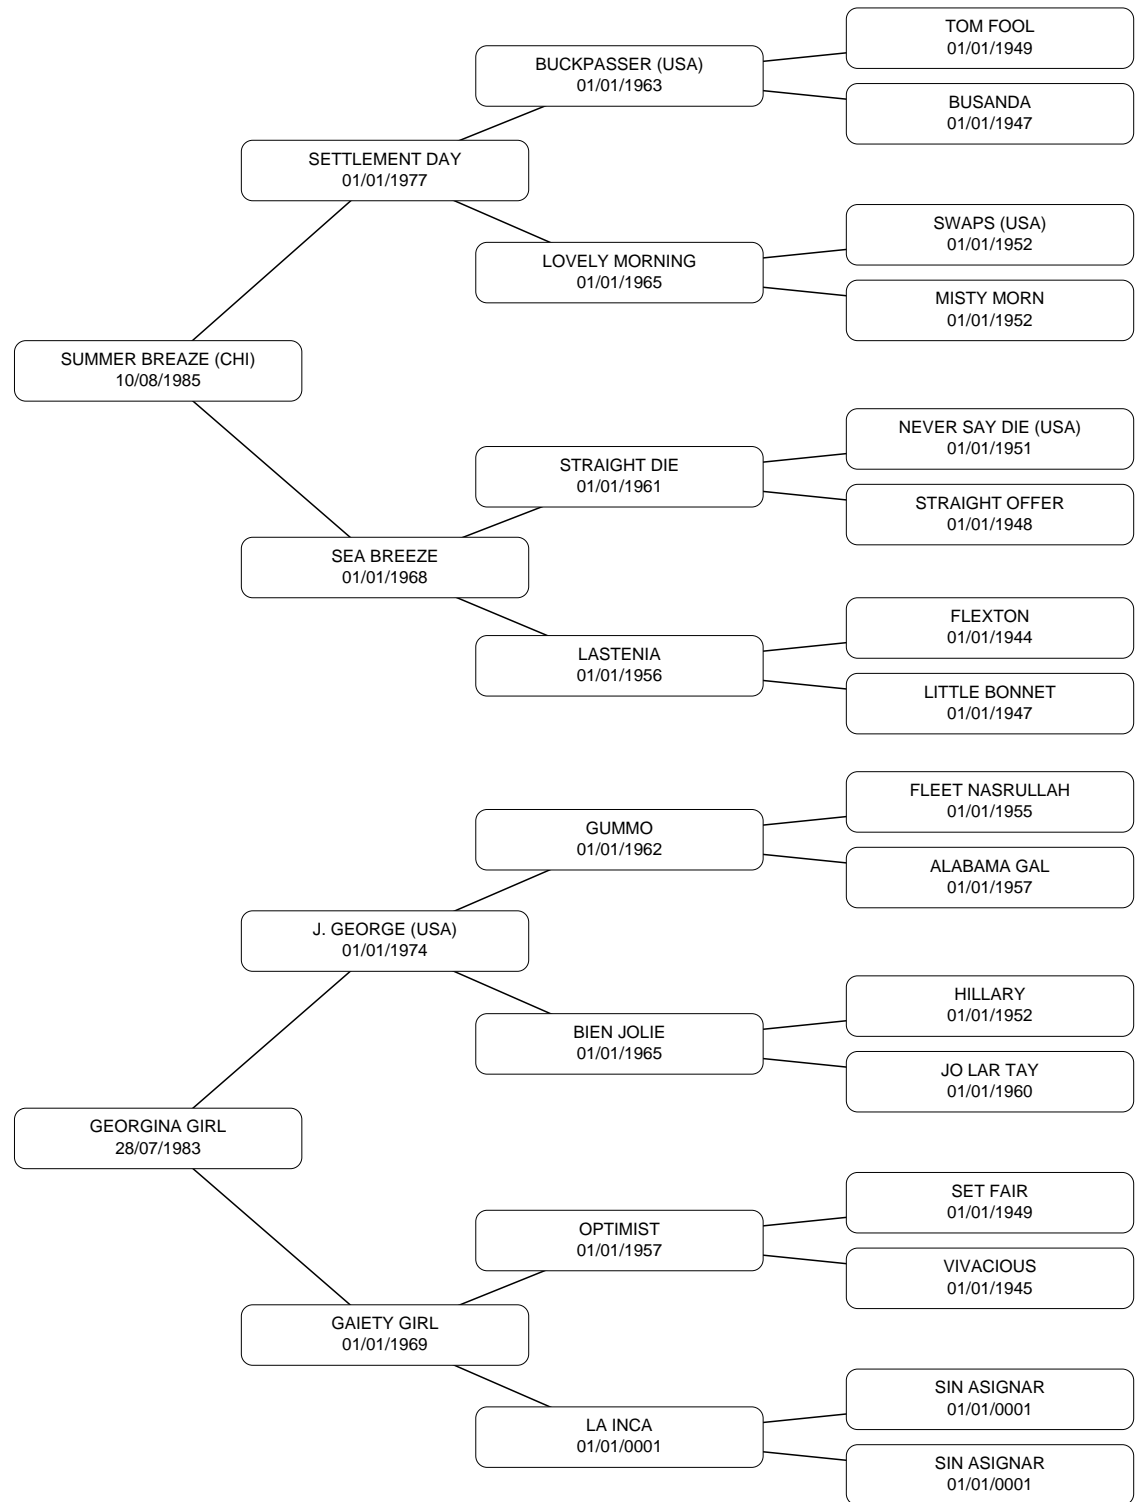 TOM FOOL
01/01/1949
BUCKPASSER (USA)
01/01/1963
BUSANDA
01/01/1947
SETTLEMENT DAY
01/01/1977
SWAPS (USA)
01/01/1952
LOVELY MORNING
01/01/1965
MISTY MORN
01/01/1952
SUMMER BREAZE (CHI)
10/08/1985
NEVER SAY DIE (USA)
01/01/1951
STRAIGHT DIE
01/01/1961
STRAIGHT OFFER
01/01/1948
SEA BREEZE
01/01/1968
FLEXTON
01/01/1944
LASTENIA
01/01/1956
LITTLE BONNET
01/01/1947
FLEET NASRULLAH
01/01/1955
GUMMO
01/01/1962
ALABAMA GAL
01/01/1957
J. GEORGE (USA)
01/01/1974
HILLARY
01/01/1952
BIEN JOLIE
01/01/1965
JO LAR TAY
01/01/1960
GEORGINA GIRL
28/07/1983
SET FAIR
01/01/1949
OPTIMIST
01/01/1957
VIVACIOUS
01/01/1945
GAIETY GIRL
01/01/1969
SIN ASIGNAR
01/01/0001
LA INCA
01/01/0001
SIN ASIGNAR
01/01/0001